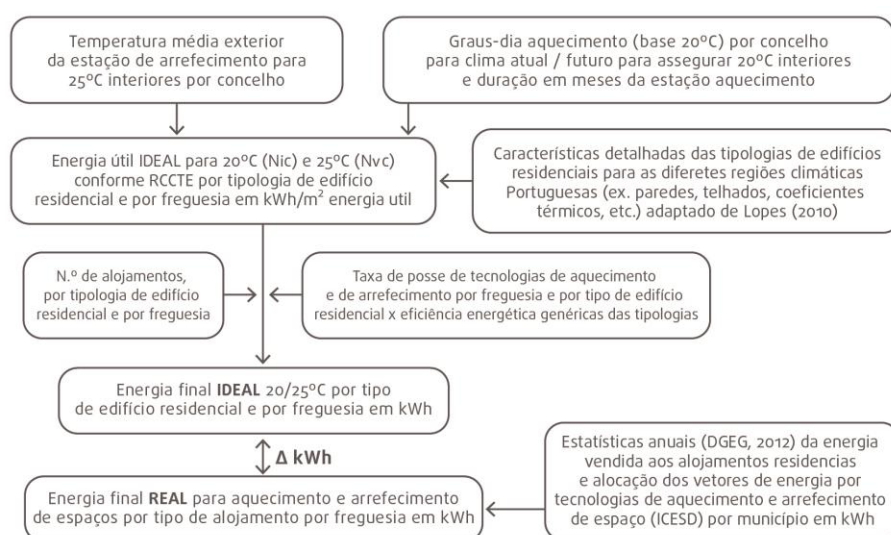 Temperatura média exterior
da estação de arrefecimento para
25ºC interiores por concelho
Graus-dia aquecimento (base 20ºC) por concelho
para clima atual / futuro para assegurar 20ºC interiores
e duração em meses da estação aquecimento
Energia útil IDEAL para 20ºC (Nic) e 25ºC (Nvc)
conforme RCCTE por tipologia de edifício
residencial e por freguesia em kWh/m² energia util
Características detalhadas das tipologias de edifícios
residenciais para as diferetes regiões climáticas
Portuguesas (ex. paredes, telhados, coeficientes
térmicos, etc.) adaptado de Lopes (2010)
N.º de alojamentos,
por tipologia de edifício
residencial e por freguesia
Taxa de posse de tecnologias de aquecimento
e de arrefecimento por freguesia e por tipo de edifício
residencial x eficiência energética genéricas das tipologias
Energia final IDEAL 20/25ºC por tipo
de edifício residencial e por freguesia em kWh
Δ kWh
Energia final REAL para aquecimento e arrefecimento
de espaços por tipo de alojamento por freguesia em kWh
Estatísticas anuais (DGEG, 2012) da energia
vendida aos alojamentos residencias
e alocação dos vetores de energia por
tecnologias de aquecimento e arrefecimento
de espaço (ICESD) por município em kWh